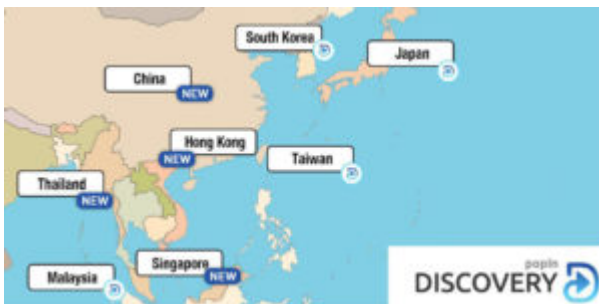 South Korea
Japan
China
NEW
Hong Kong
NEW
Taiwan
Thailand
NEW
Singapore
NEW
Malaysia
popIn
DISCOVERY